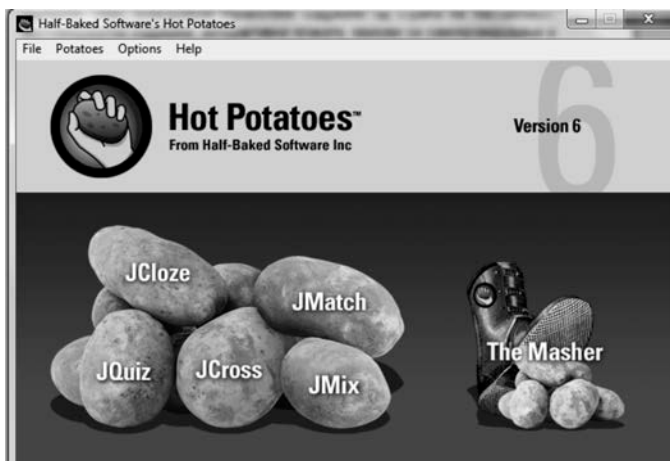 Half-Baked Software's Hot Potatoes
File Potatoes Options Help
Hot Potatoes™
From Half-Baked Software Inc
Version 6
6
JCloze
JMatch
JQuiz
JCross
JMix
The Masher